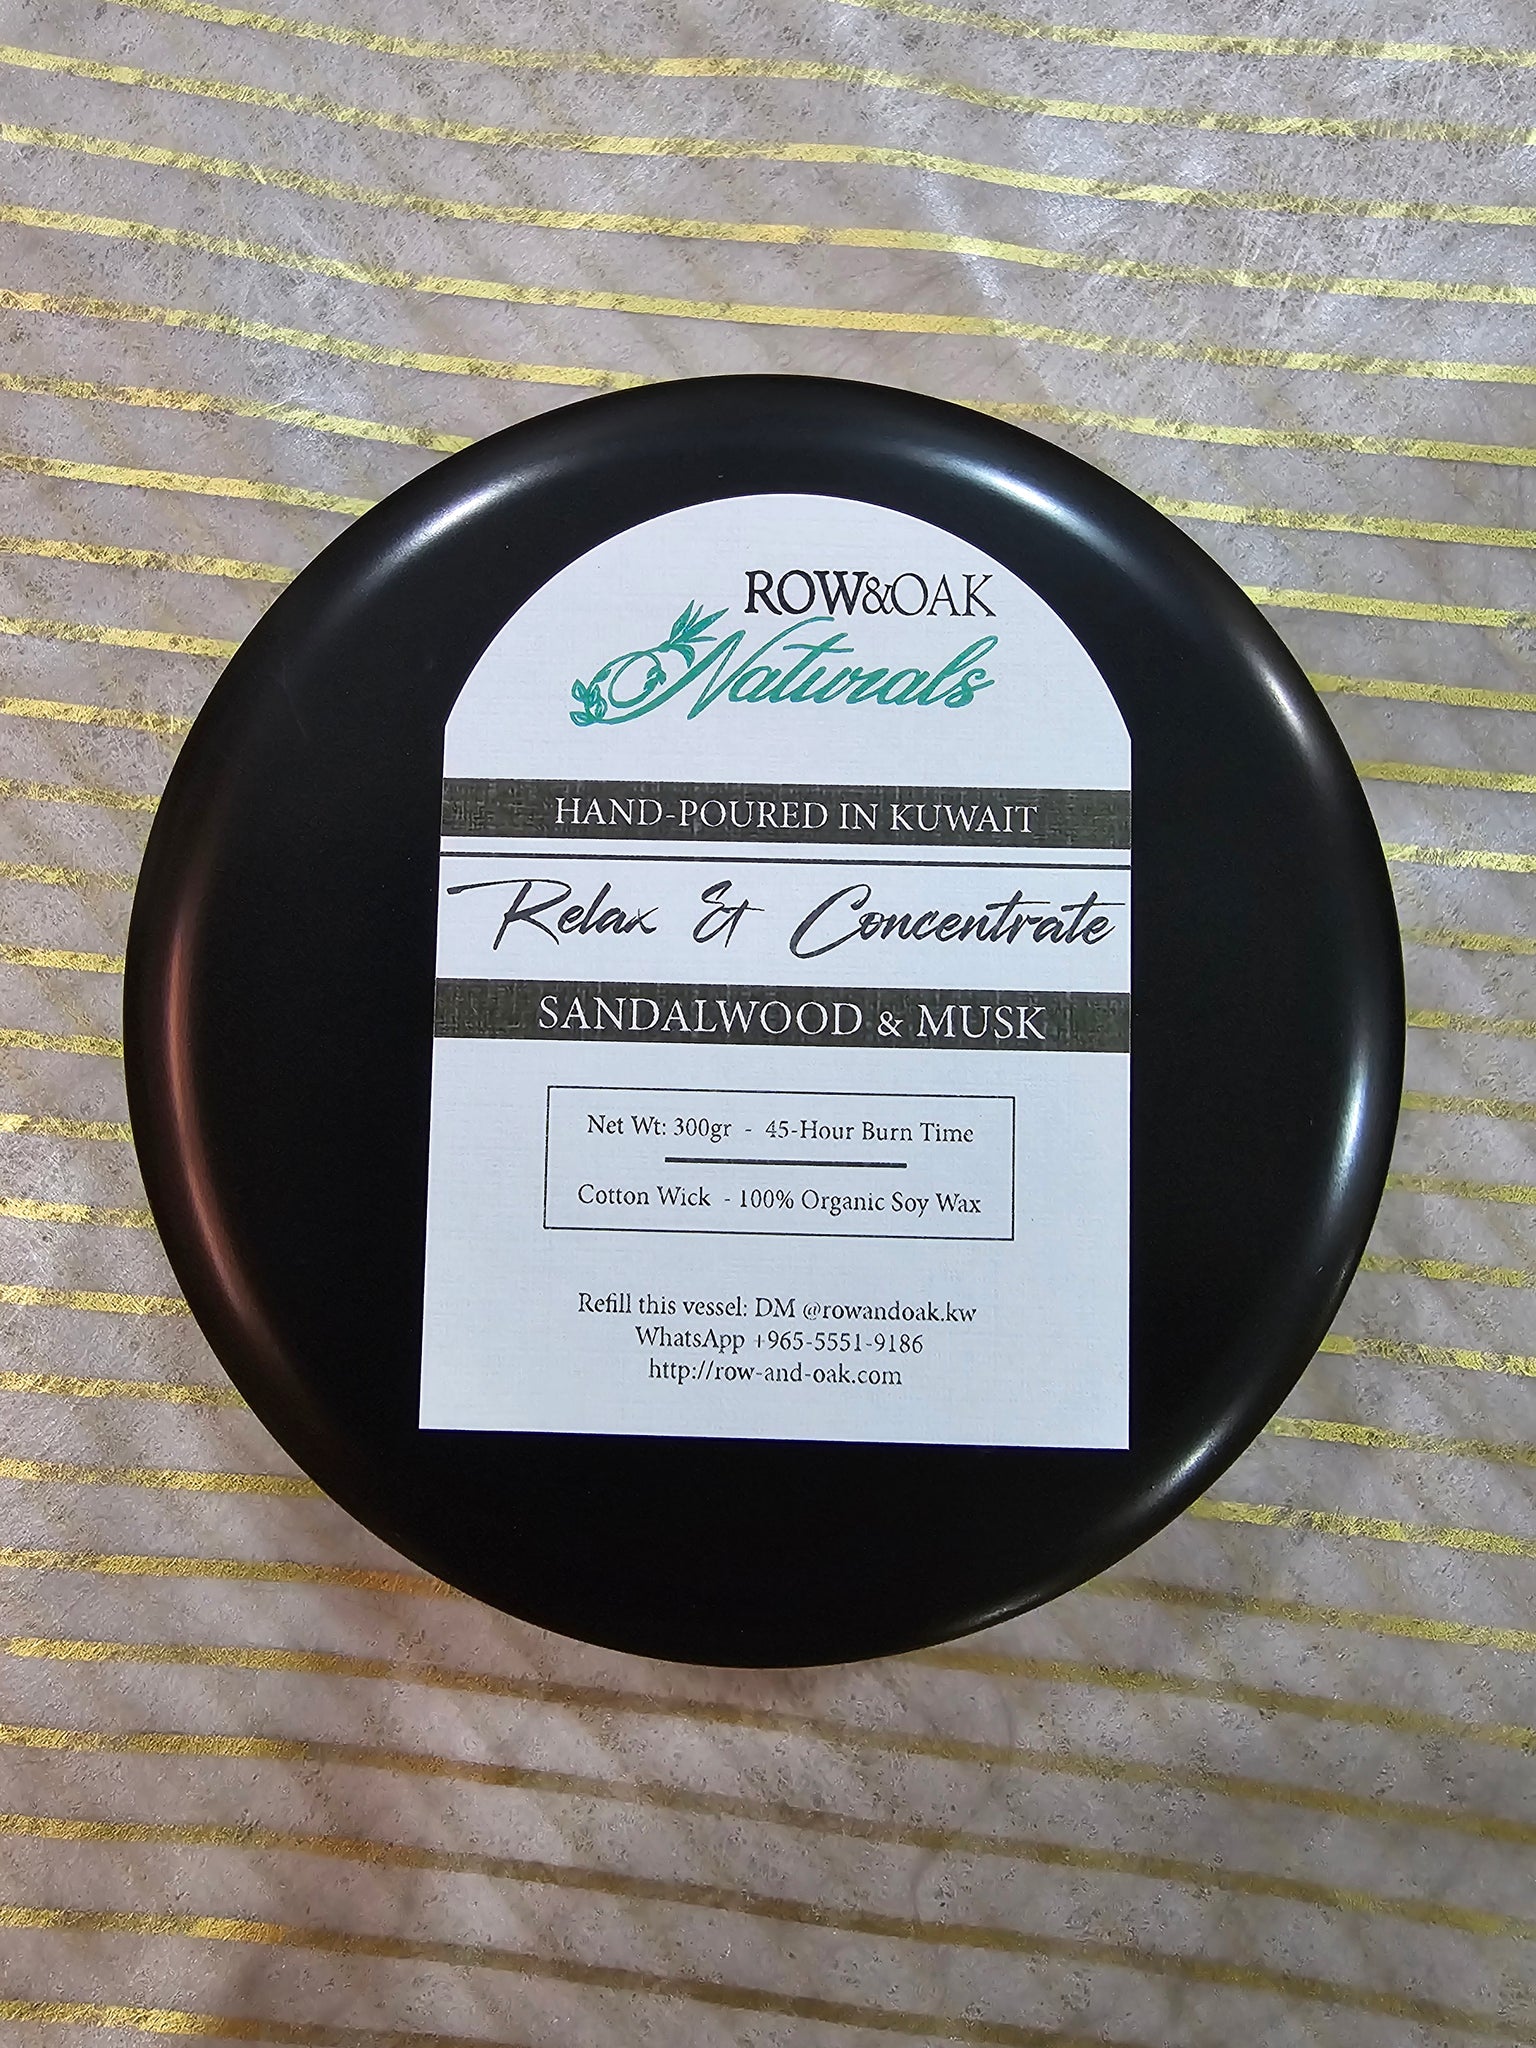 ROW&OAK
Naturals
HAND-POURED IN KUWAIT
Relax & Concentrate
SANDALWOOD & MUSK
Net Wt: 300gr - 45-Hour Burn Time
Cotton Wick - 100% Organic Soy Wax
Refill this vessel: DM @rowandoak.kw
WhatsApp +965-5551-9186
http://row-and-oak.com